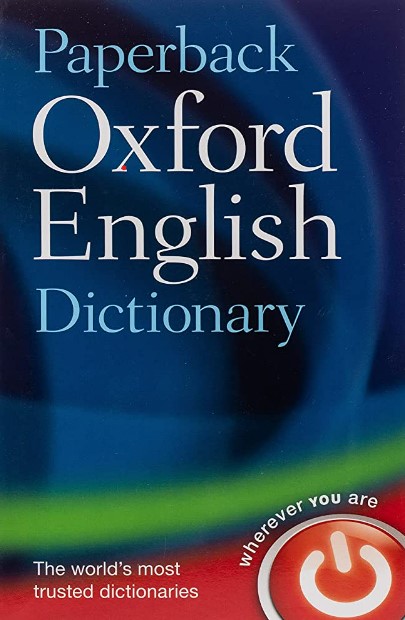 Paperback
Oxford
English
Dictionary
wherever YOU are
The world's most
trusted dictionaries